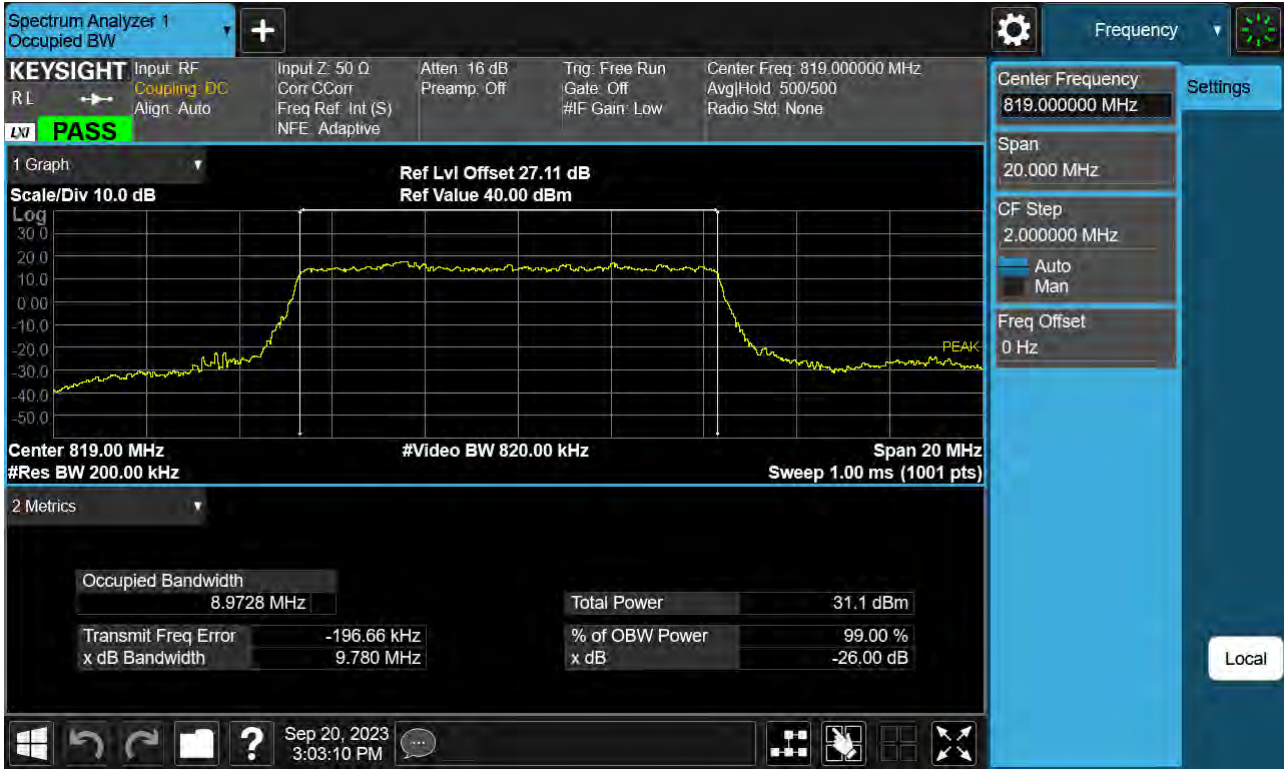 Spectrum Analyzer 1
Occupied BW
Frequency
KEYSIGHT
RL
LXI
PASS
Input: RF
Coupling: DC
Align: Auto
Input Z: 50 Ω
Corr CCorr
Freq Ref: Int (S)
NFE: Adaptive
Atten: 16 dB
Preamp: Off
Trig: Free Run
Gate: Off
#IF Gain: Low
Center Freq: 819.000000 MHz
Avg|Hold: 500/500
Radio Std: None
Center Frequency
819.000000 MHz
Settings
Span
20.000 MHz
CF Step
2.000000 MHz
Auto
Man
Freq Offset
0 Hz
1 Graph
Scale/Div 10.0 dB
Ref Lvl Offset 27.11 dB
Ref Value 40.00 dBm
Log
30.0
20.0
10.0
0.00
-10.0
-20.0
-30.0
-40.0
-50.0
PEAK
Center 819.00 MHz
#Video BW 820.00 kHz
Span 20 MHz
#Res BW 200.00 kHz
Sweep 1.00 ms (1001 pts)
2 Metrics
Occupied Bandwidth
8.9728 MHz
Total Power 31.1 dBm
Transmit Freq Error -196.66 kHz
% of OBW Power 99.00 %
x dB Bandwidth 9.780 MHz
x dB -26.00 dB
Local
Sep 20, 2023
3:03:10 PM